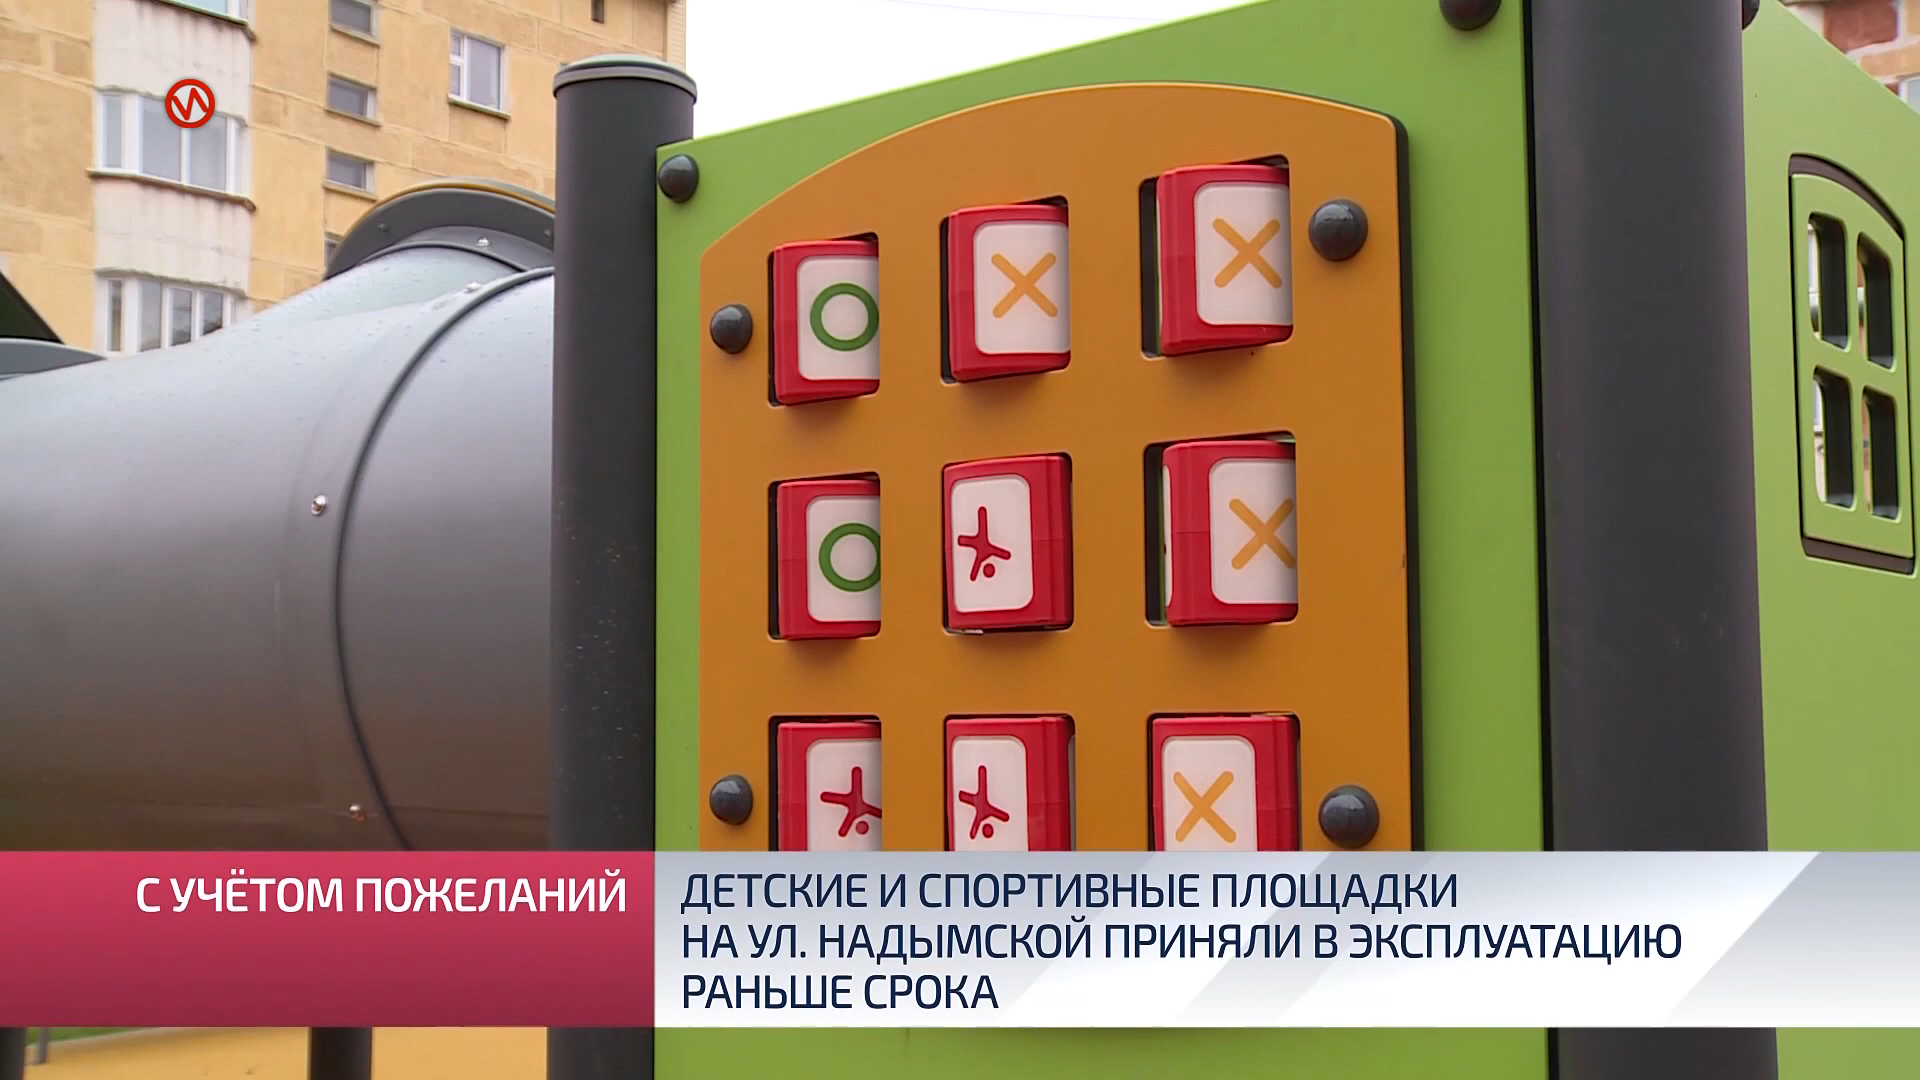 С УЧЁТОМ ПОЖЕЛАНИЙ
ДЕТСКИЕ И СПОРТИВНЫЕ ПЛОЩАДКИ
НА УЛ. НАДЫМСКОЙ ПРИНЯЛИ В ЭКСПЛУАТАЦИЮ
РАНЬШЕ СРОКА